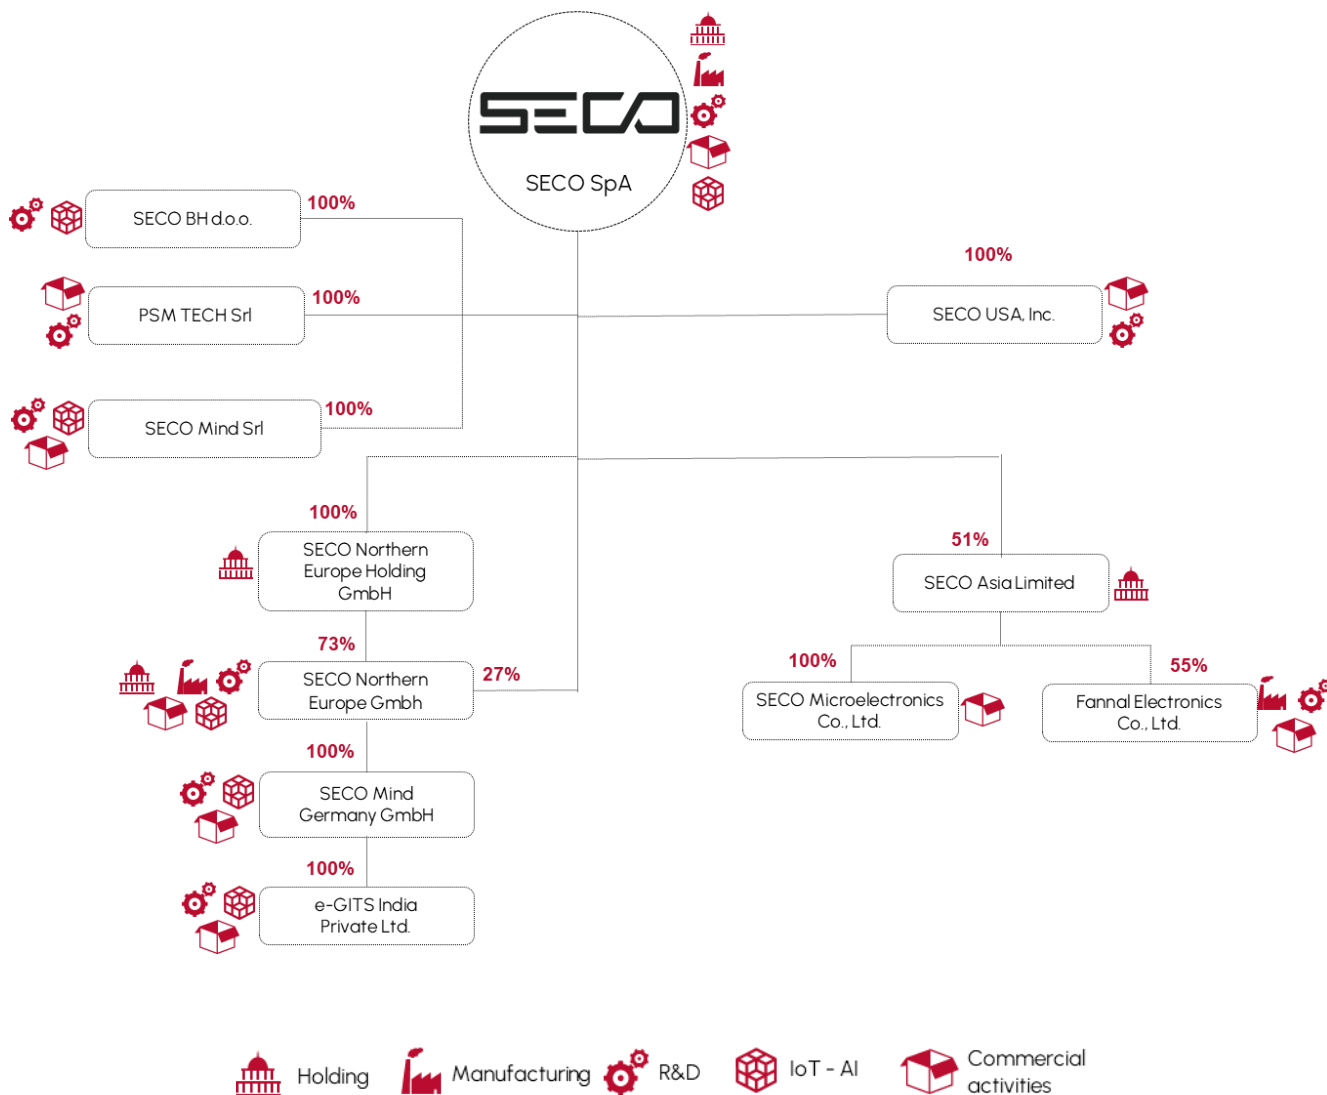 SECO
SECO SpA
SECO BH d.o.o.
100%
PSM TECH Srl
100%
SECO Mind Srl
100%
100%
SECO USA, Inc.
100%
SECO Northern
Europe Holding
GmbH
73%
SECO Northern
Europe Gmbh
27%
100%
SECO Mind
Germany GmbH
100%
e-GITS India
Private Ltd.
51%
SECO Asia Limited
100%
SECO Microelectronics
Co., Ltd.
55%
Fannal Electronics
Co., Ltd.
Holding
Manufacturing
R&D
IoT - AI
Commercial
activities